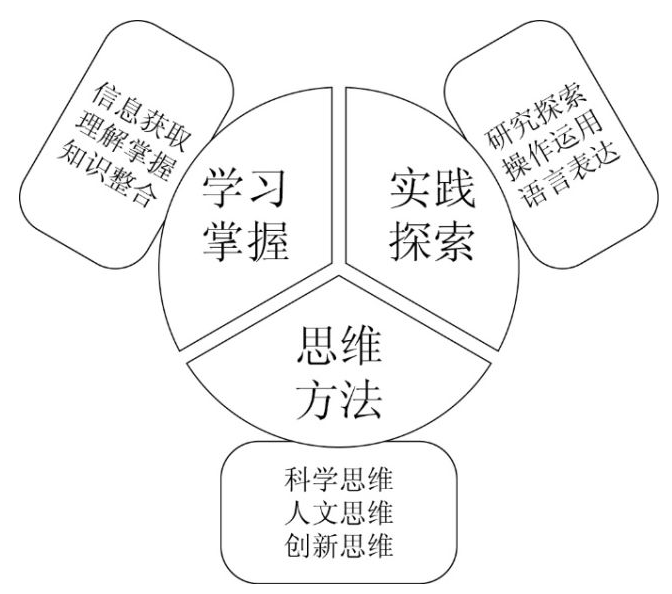 信息获取
理解掌握
知识整合
学习
掌握
实践
探索
研究探索
操作运用
语言表达
思维
方法
科学思维
人文思维
创新思维